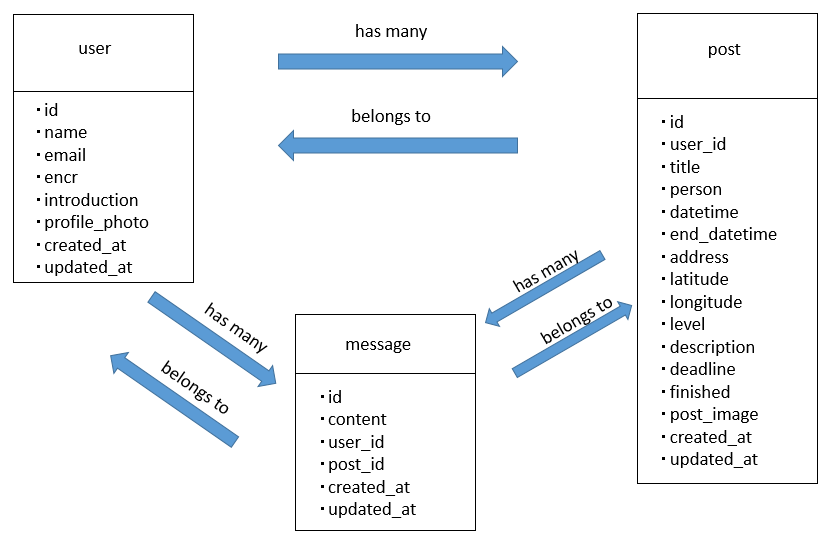 user
・id
・name
・email
・encr
・introduction
・profile_photo
・created_at
・updated_at
has many
belongs to
post
・id
・user_id
・title
・person
・datetime
・end_datetime
・address
・latitude
・longitude
・level
・description
・deadline
・finished
・post_image
・created_at
・updated_at
has many
belongs to
has many
belongs to
message
・id
・content
・user_id
・post_id
・created_at
・updated_at